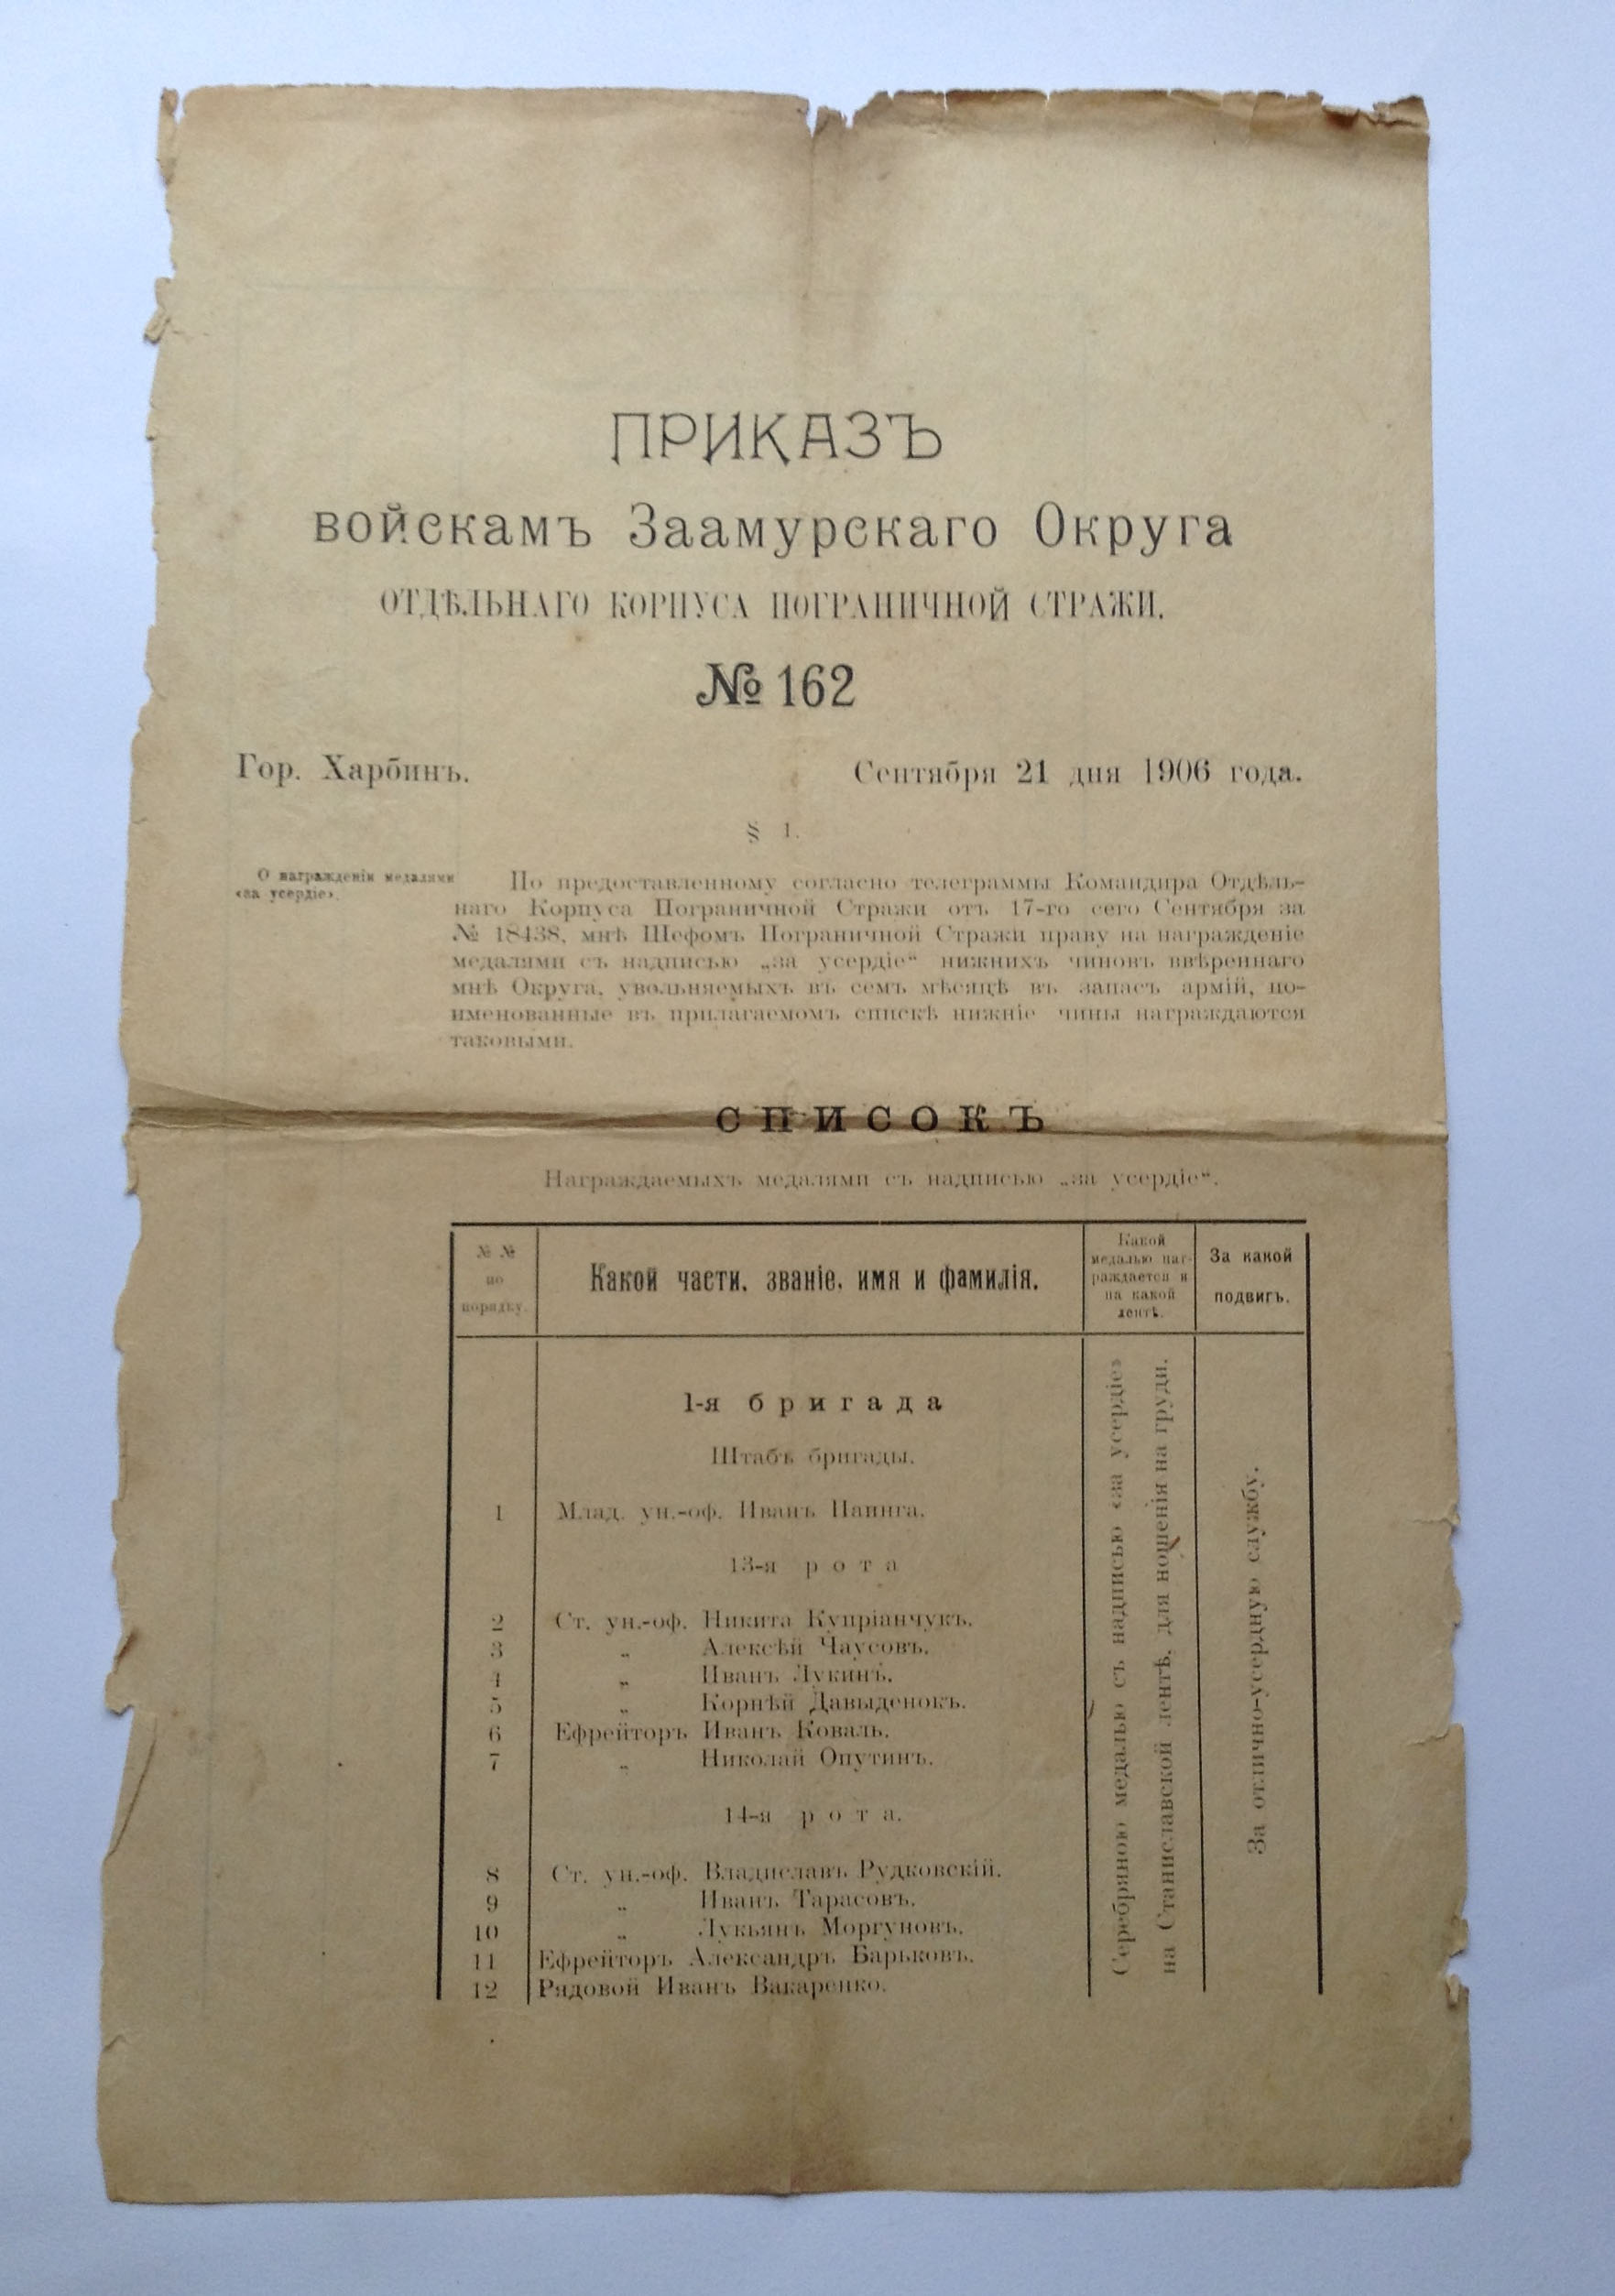 ПРИКАЗЪ
войскамъ Заамурскаго Округа
ОТДѢЛЬНАГО КОРПУСА ПОГРАНИЧНОЙ СТРАЖИ.
№ 162
Гор. Харбинъ.
Сентября 21 дня 1906 года.
§ 1.
О награжденіи медалями
«за усердіе».
По предоставленному согласно телеграммы Командира Отдѣль-
наго Корпуса Пограничной Стражи отъ 17-го сего Сентября за
№ 18438, мнѣ Шефомъ Пограничной Стражи праву на награжденіе
медалями съ надписью „за усердіе“ нижнихъ чиновъ ввѣреннаго
мнѣ Округа, увольняемыхъ въ семъ мѣсяцѣ въ запасъ армій, по-
именованные въ прилагаемомъ спискѣ нижніе чины награждаются
таковыми.
СПИСОКЪ
Награждаемыхъ медалями съ надписью „за усердіе“.
№ №
по
порядку.
Какой части, званіе, имя и фамилія.
Какой
медалью наг-
раждается и
на какой
лентѣ.
За какой
подвигъ.
1-я бригада
Штабъ бригады.
1 Млад. ун.-оф. Иванъ
13-я рота
2 Ст. ун.-оф. Никита Купріанчукъ.
3 „ Алексѣй Чаусовъ.
4 „ Иванъ Лукинъ.
5 „ Корнѣй Давыденокъ.
6 Ефрейторъ Иванъ Коваль.
7 „ Николай Опутинъ.
14-я рота.
8 Ст. ун.-оф. Владиславъ Рудковскій.
9 „ Иванъ Тарасовъ.
10 „ Лукьянъ Моргуновъ.
11 Ефрейторъ Александръ Барьковъ.
12 Рядовой Иванъ Вакаренко.
Серебряною медалью съ надписью «за усердіе»
на Станиславской лентѣ, для ношенія на груди.
За отлично-усердную службу.